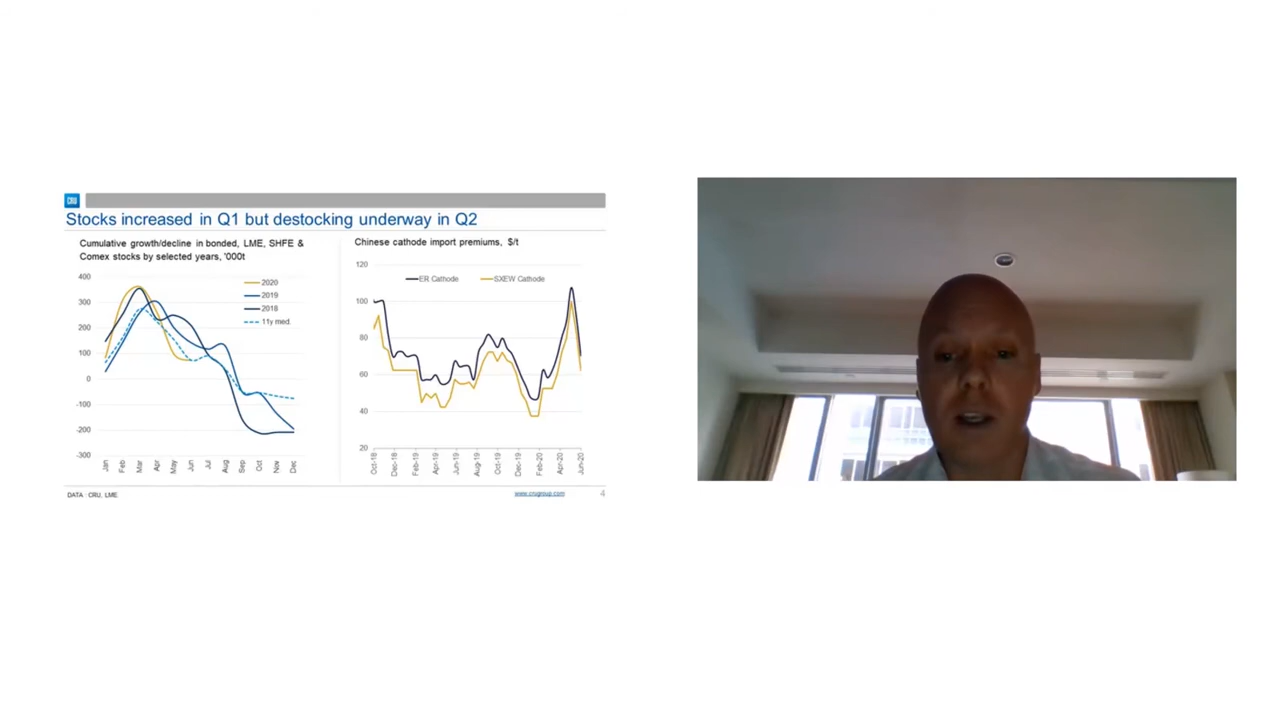 CRU
Stocks increased in Q1 but destocking underway in Q2
Cumulative growth/decline in bonded, LME, SHFE &
Comex stocks by selected years, '000t
400
300
200
100
0
-100
-200
-300
2020
2019
2018
11y med.
Jan
Feb
Mar
Apr
May
Jun
Jul
Aug
Sep
Oct
Nov
Dec
Chinese cathode import premiums, $/t
120
100
80
60
40
20
ER Cathode
SXEW Cathode
Oct-18
Dec-18
Feb-19
Apr-19
Jun-19
Aug-19
Oct-19
Dec-19
Feb-20
Apr-20
Jun-20
DATA : CRU, LME
www.crugroup.com
4